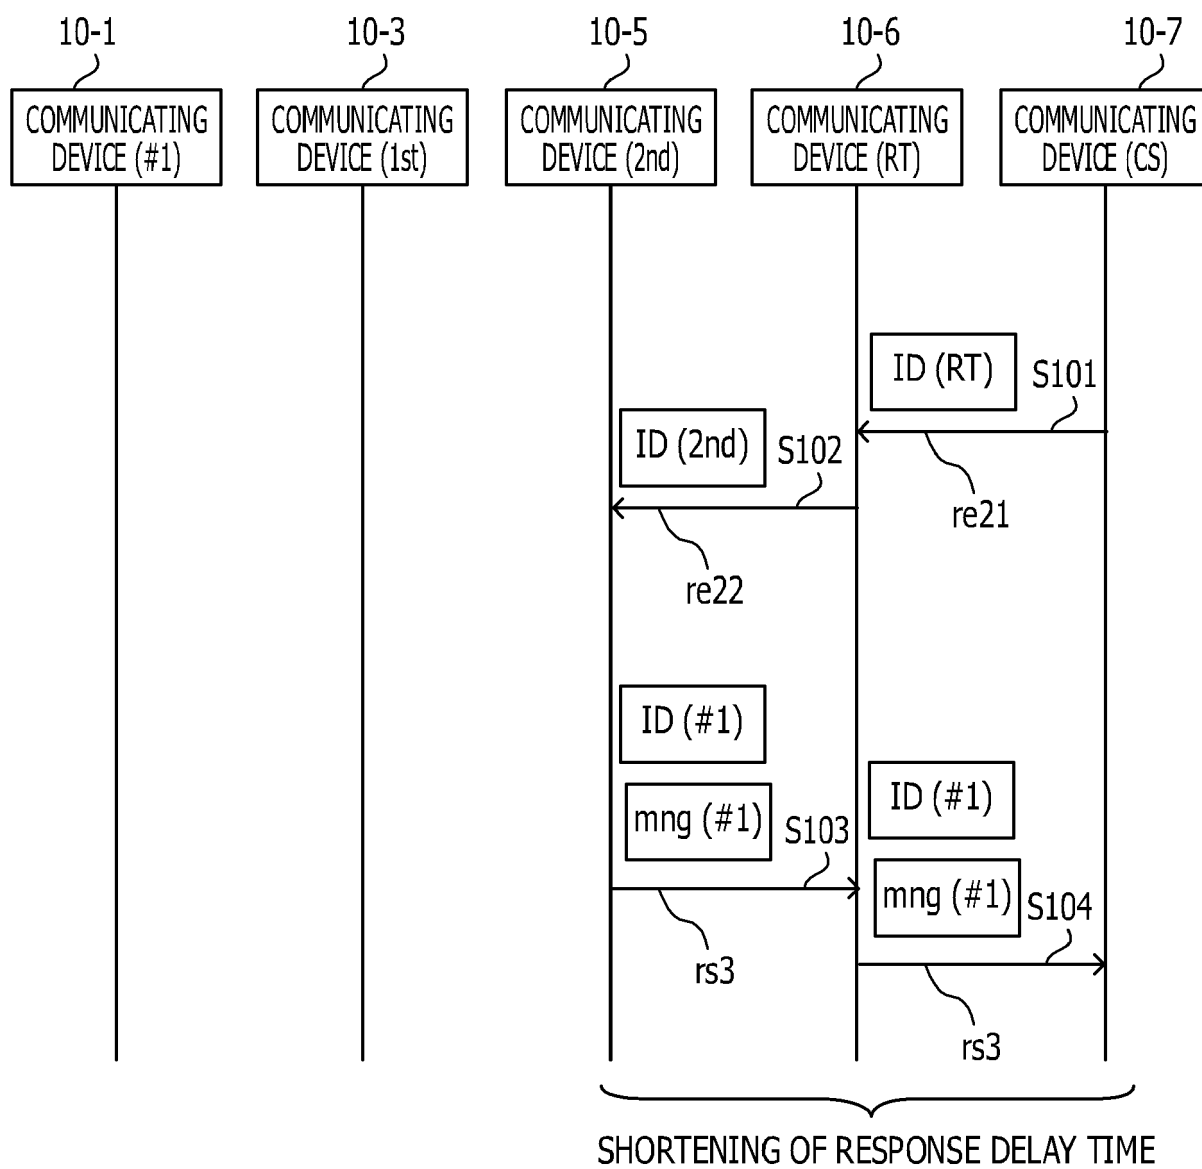 10-1
10-3
10-5
10-6
10-7
COMMUNICATING
DEVICE (#1)
COMMUNICATING
DEVICE (1st)
COMMUNICATING
DEVICE (2nd)
COMMUNICATING
DEVICE (RT)
COMMUNICATING
DEVICE (CS)
ID (RT)
S101
re21
ID (2nd)
S102
re22
ID (#1)
mng (#1)
S103
rs3
ID (#1)
mng (#1)
S104
rs3
SHORTENING OF RESPONSE DELAY TIME